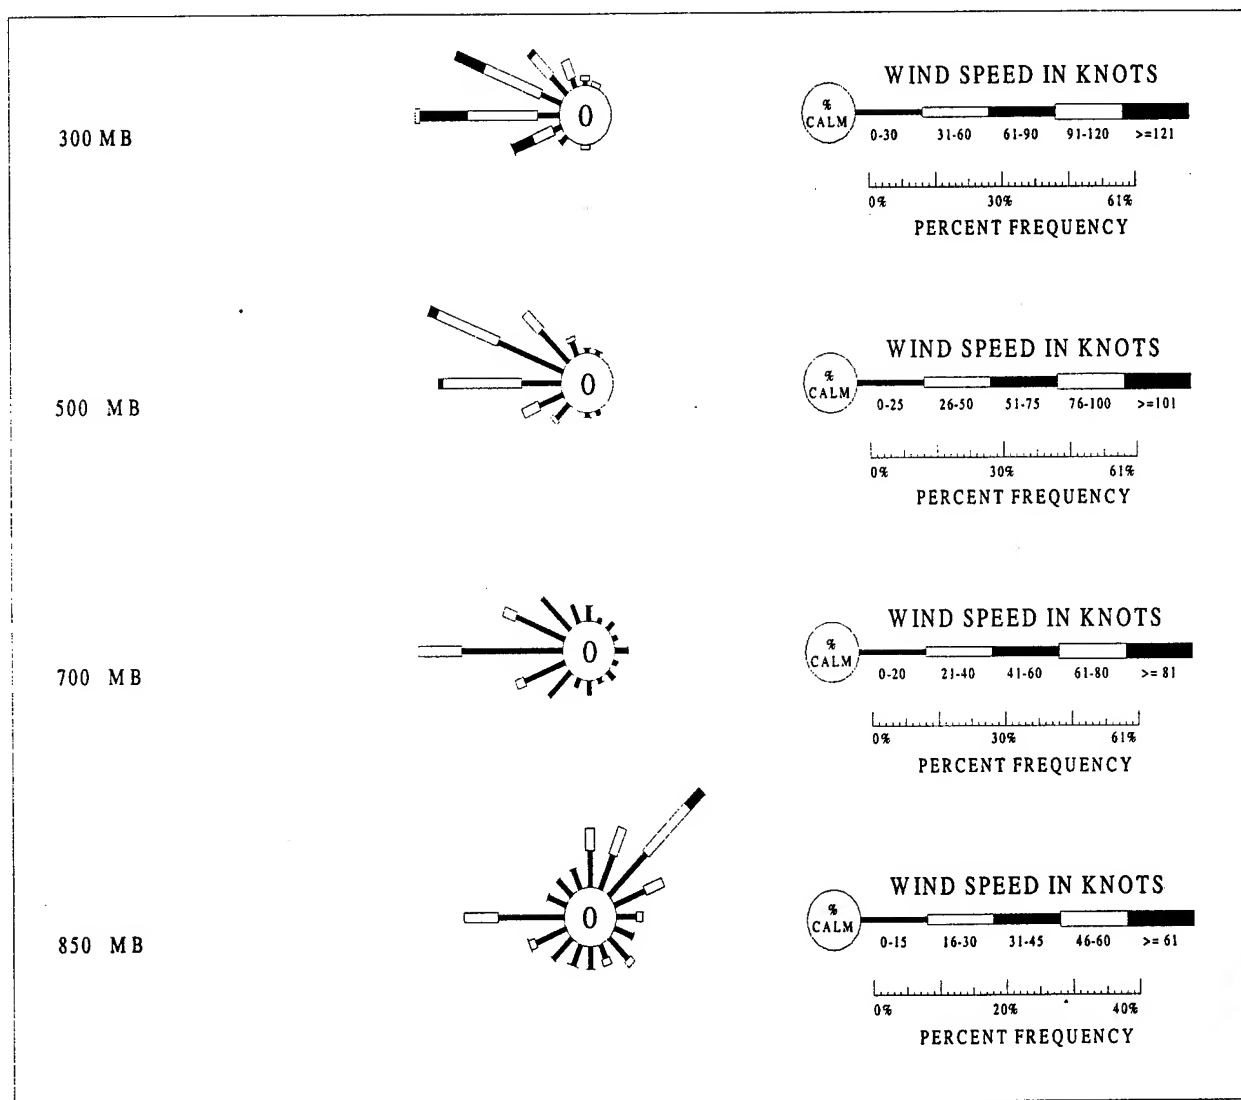 300 MB
0
WIND SPEED IN KNOTS
% CALM
0-30 31-60 61-90 91-120 >=121
0% 30% 61%
PERCENT FREQUENCY
500 MB
0
WIND SPEED IN KNOTS
% CALM
0-25 26-50 51-75 76-100 >=101
0% 30% 61%
PERCENT FREQUENCY
700 MB
0
WIND SPEED IN KNOTS
% CALM
0-20 21-40 41-60 61-80 >= 81
0% 30% 61%
PERCENT FREQUENCY
850 MB
0
WIND SPEED IN KNOTS
% CALM
0-15 16-30 31-45 46-60 >= 61
0% 20% 40%
PERCENT FREQUENCY